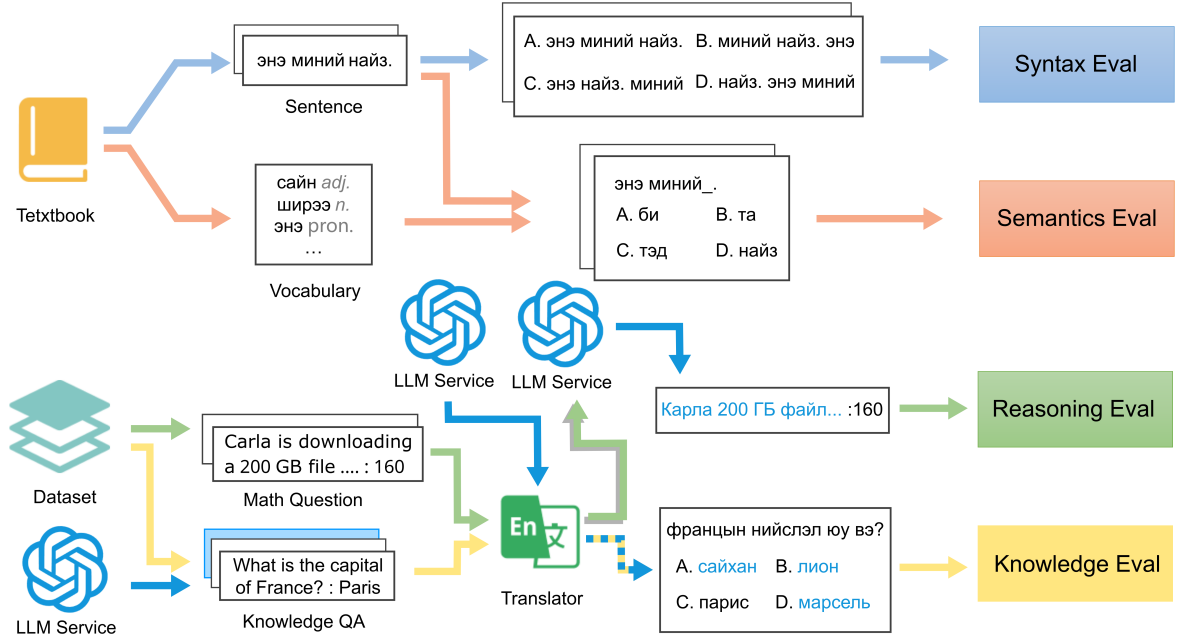 энэ миний найз.
Sentence
A. энэ миний найз. B. миний найз. энэ
C. энэ найз. миний D. найз. энэ миний
Syntax Eval
Tetxtbook
сайн adj.
ширээ n.
энэ pron.
...
Vocabulary
энэ миний_.
A. би B. та
C. тэд D. найз
Semantics Eval
LLM Service
LLM Service
Карла 200 ГБ файл... :160
Reasoning Eval
Dataset
Carla is downloading
a 200 GB file .... : 160
Math Question
LLM Service
What is the capital
of France? : Paris
Knowledge QA
En 文
Translator
францын нийслэл юу вэ?
A. сайхан B. лион
C. парис D. марсель
Knowledge Eval